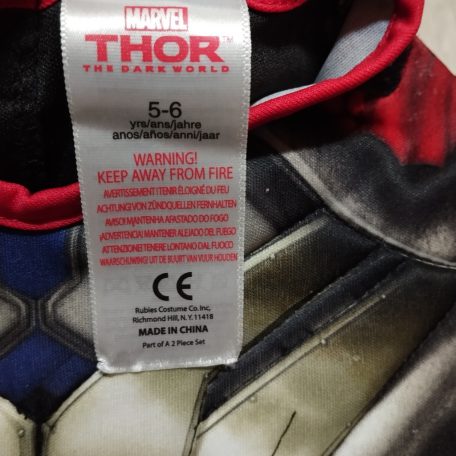 MARVEL
THOR™
THE DARK WORLD
5-6
yrs/ans/jahre
anos/años/anni/jaar
WARNING!
KEEP AWAY FROM FIRE
AVERTISSEMENT!TENIR ÉLOIGNÉ DU FEU
ACHTUNG! VON ZÜNDQUELLEN FERNHALTEN
AVISO! MANTENHA AFASTADO DO FOGO
¡ADVERTENCIA! MANTENER ALEJADO DEL FUEGO
ATTENZIONE!TENERE LONTANO DAL FUOCO
WAARSCHUWING! UIT DE BUURT VAN VUUR HOUDEN
CE
Rubies Costume Co. Inc,
Richmond Hill, N.Y. 11418
MADE IN CHINA
Part of A 2 Piece Set